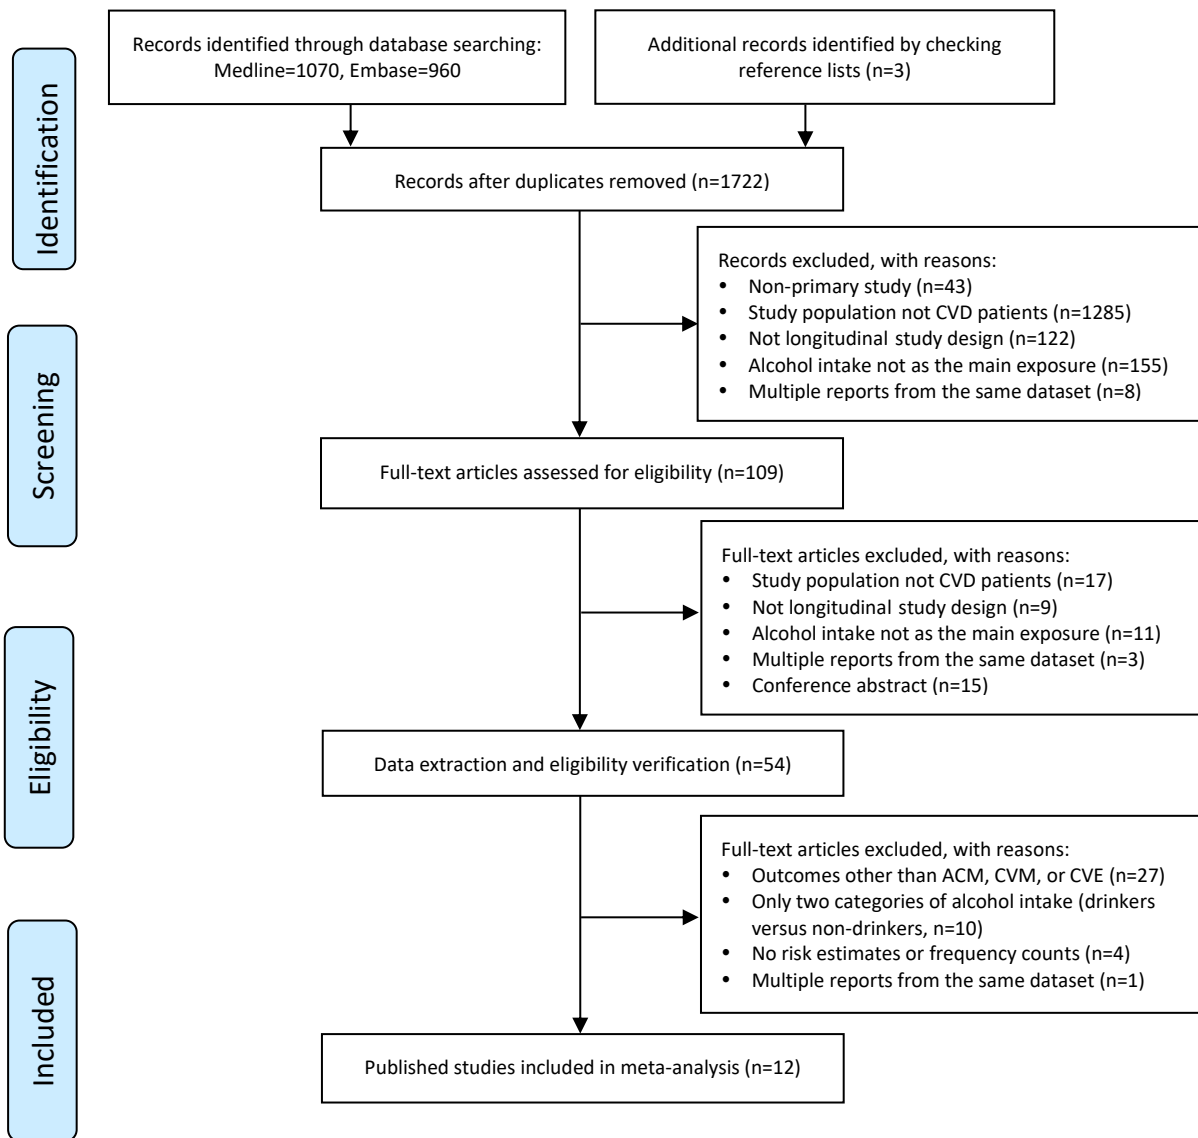 Records identified through database searching:
Medline=1070, Embase=960
Additional records identified by checking
reference lists (n=3)
Identification
Records after duplicates removed (n=1722)
Records excluded, with reasons:
• Non-primary study (n=43)
• Study population not CVD patients (n=1285)
• Not longitudinal study design (n=122)
• Alcohol intake not as the main exposure (n=155)
• Multiple reports from the same dataset (n=8)
Screening
Full-text articles assessed for eligibility (n=109)
Full-text articles excluded, with reasons:
• Study population not CVD patients (n=17)
• Not longitudinal study design (n=9)
• Alcohol intake not as the main exposure (n=11)
• Multiple reports from the same dataset (n=3)
• Conference abstract (n=15)
Eligibility
Data extraction and eligibility verification (n=54)
Full-text articles excluded, with reasons:
• Outcomes other than ACM, CVM, or CVE (n=27)
• Only two categories of alcohol intake (drinkers
versus non-drinkers, n=10)
• No risk estimates or frequency counts (n=4)
• Multiple reports from the same dataset (n=1)
Included
Published studies included in meta-analysis (n=12)